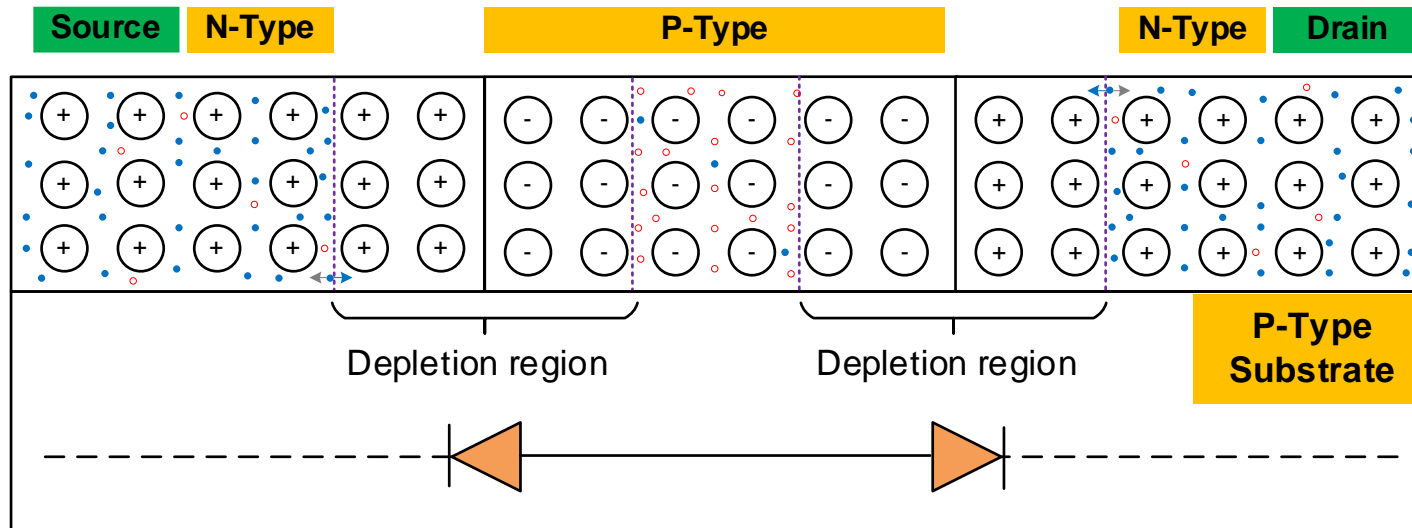 Source
N-Type
P-Type
N-Type
Drain
+ + + + + + - - - - - - + + + + + +
+ + + + + + - - - - - - + + + + + +
+ + + + + + - - - - - - + + + + + +
Depletion region
Depletion region
P-Type
Substrate